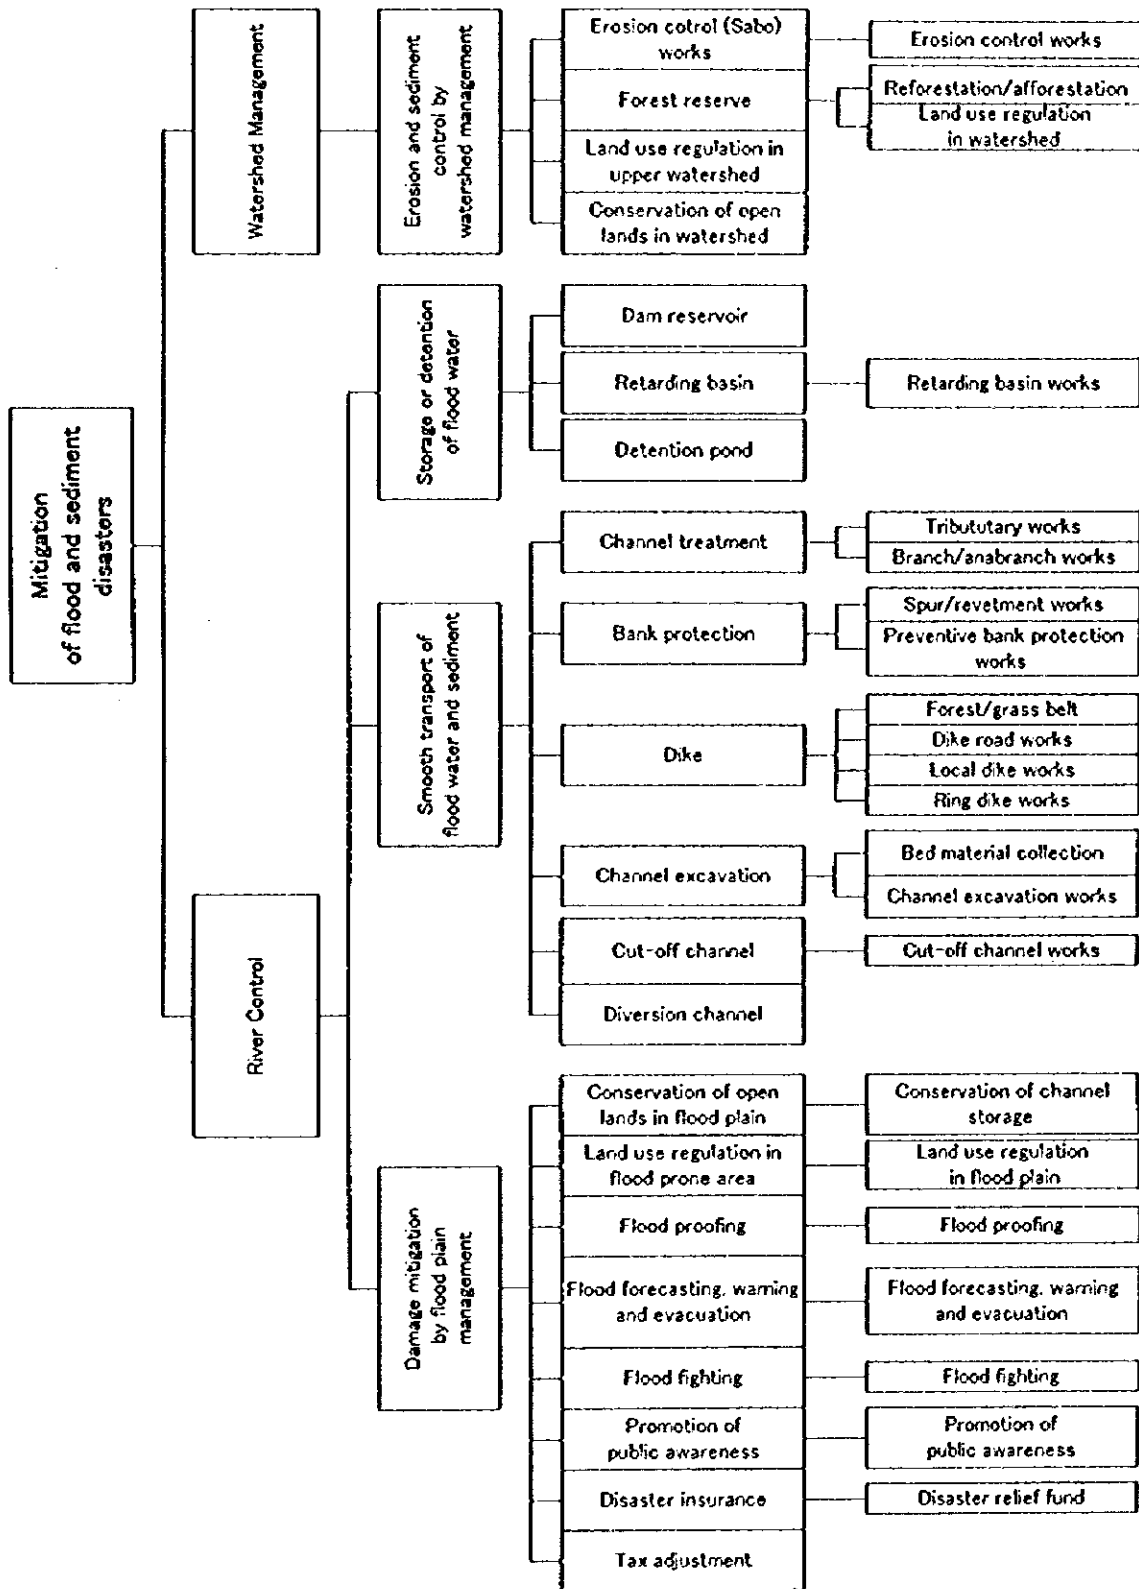 Mitigation
of flood and sediment
disasters
Watershed Management
River Control
Erosion and sediment
control by
watershed management
Storage or detention
of flood water
Smooth transport of
flood water and sediment
Damage mitigation
by flood plain
management
Erosion cotrol (Sabo)
works
Forest reserve
Land use regulation in
upper watershed
Conservation of open
lands in watershed
Dam reservoir
Retarding basin
Detention pond
Channel treatment
Bank protection
Dike
Channel excavation
Cut-off channel
Diversion channel
Conservation of open
lands in flood plain
Land use regulation in
flood prone area
Flood proofing
Flood forecasting, warning
and evacuation
Flood fighting
Promotion of
public awareness
Disaster insurance
Tax adjustment
Erosion control works
Reforestation/afforestation
Land use regulation
in watershed
Retarding basin works
Tribututary works
Branch/anabranch works
Spur/revetment works
Preventive bank protection
works
Forest/grass belt
Dike road works
Local dike works
Ring dike works
Bed material collection
Channel excavation works
Cut-off channel works
Conservation of channel
storage
Land use regulation
in flood plain
Flood proofing
Flood forecasting, warning
and evacuation
Flood fighting
Promotion of
public awareness
Disaster relief fund